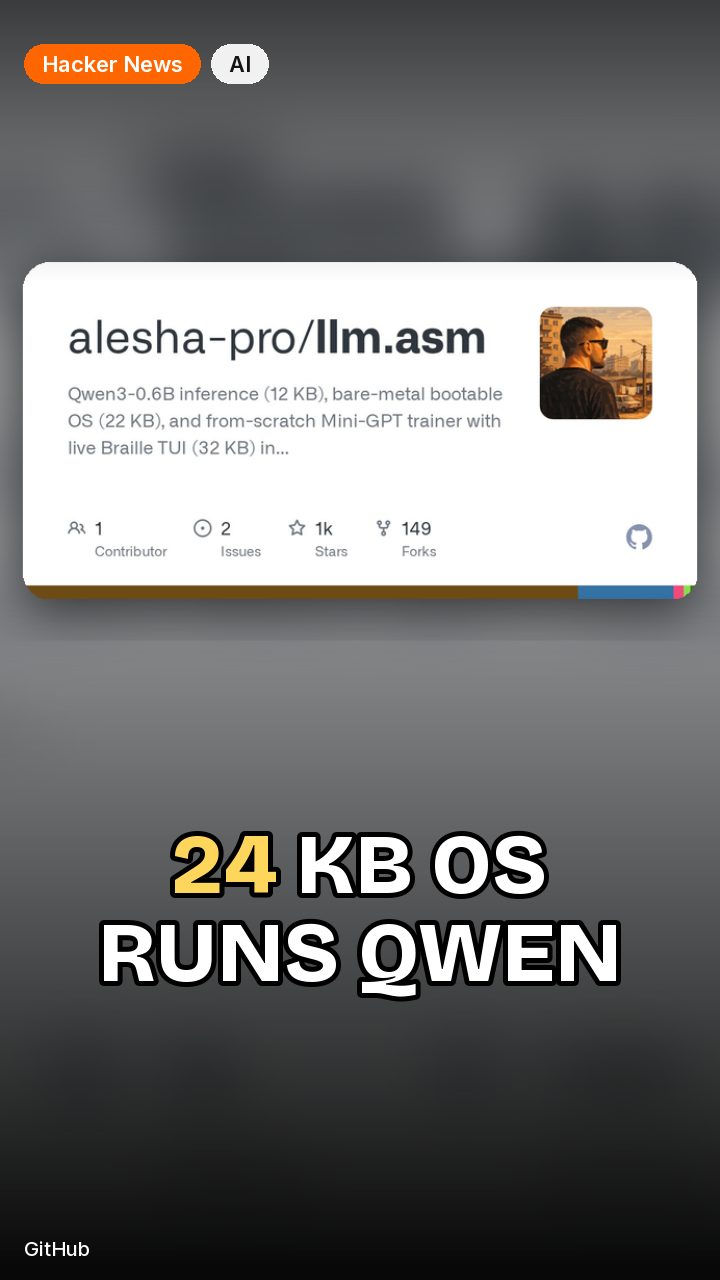 Hacker News
AI
alesha-pro/llm.asm
Qwen3-0.6B inference (12 KB), bare-metal bootable
OS (22 KB), and from-scratch Mini-GPT trainer with
live Braille TUI (32 KB) in...
1
Contributor
2
Issues
1k
Stars
149
Forks
24 KB OS
RUNS QWEN
GitHub